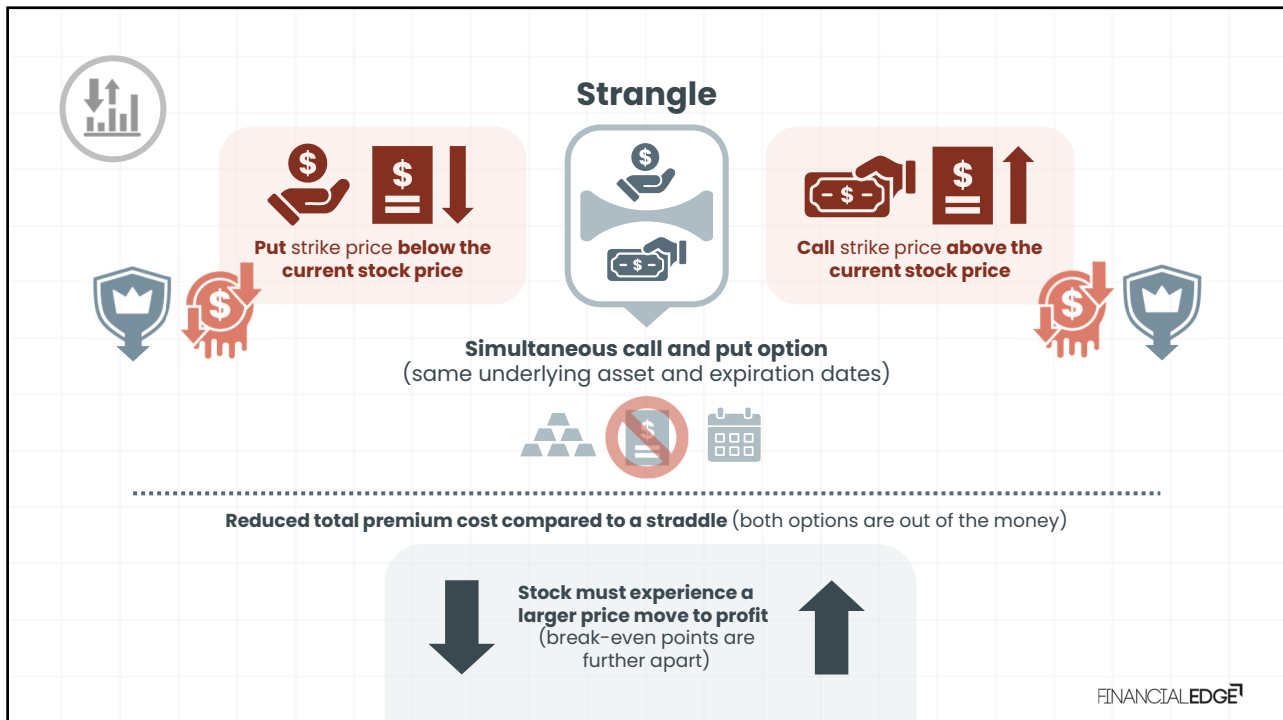 Strangle
Put strike price below the
current stock price
Call strike price above the
current stock price
Simultaneous call and put option
(same underlying asset and expiration dates)
Reduced total premium cost compared to a straddle (both options are out of the money)
Stock must experience a
larger price move to profit
(break-even points are
further apart)
FINANCIALEDGE